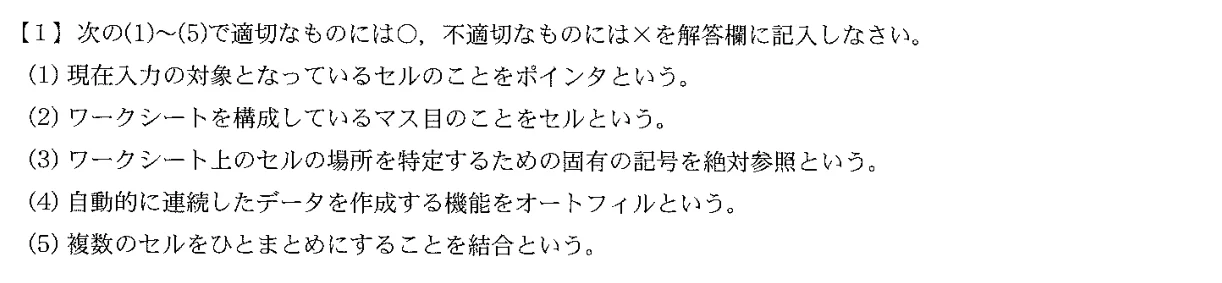 【1】次の(1)～(5)で適切なものには○，不適切なものには×を解答欄に記入しなさい。
(1) 現在入力の対象となっているセルのことをポインタという。
(2) ワークシートを構成しているマス目のことをセルという。
(3) ワークシート上のセルの場所を特定するための固有の記号を絶対参照という。
(4) 自動的に連続したデータを作成する機能をオートフィルという。
(5) 複数のセルをひとまとめにすることを結合という。